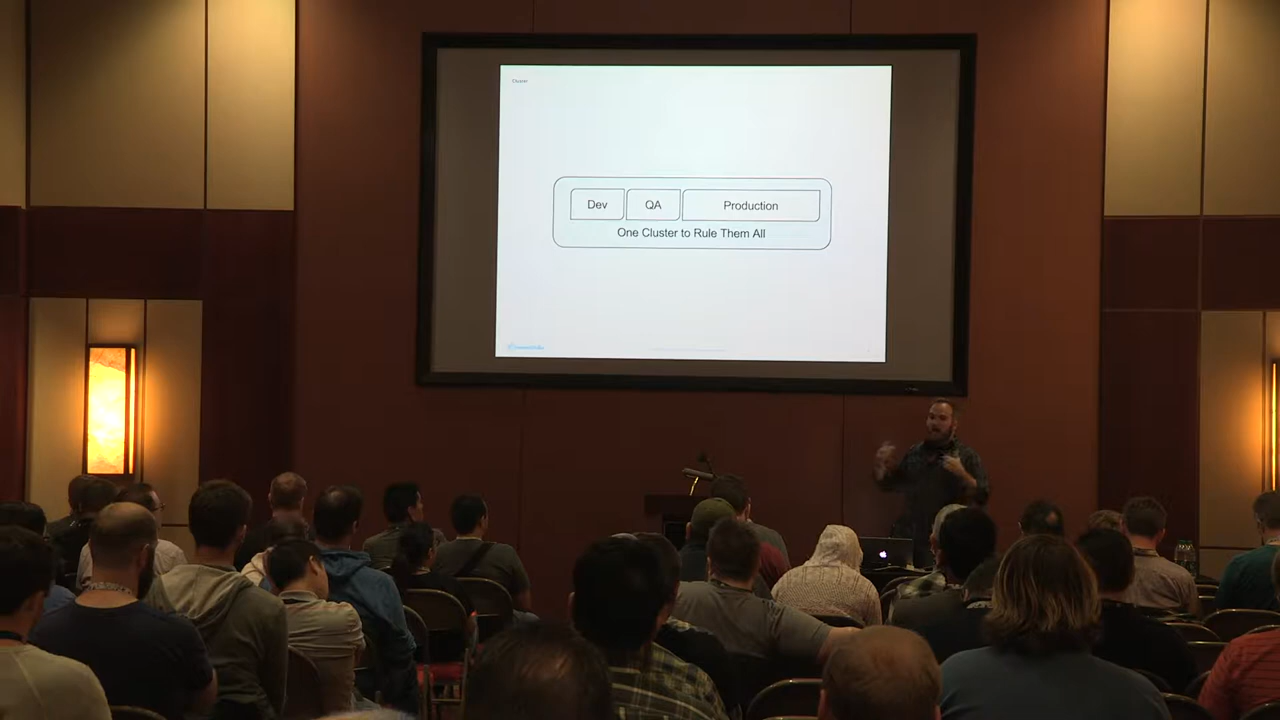 Cluster
Dev
QA
Production
One Cluster to Rule Them All